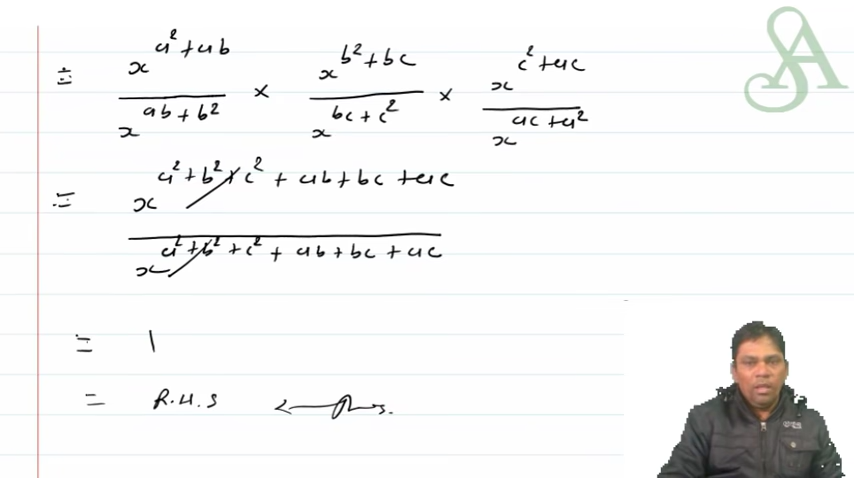 = x^(a²+ab) / x^(ab+b²) × x^(b²+bc) / x^(bc+c²) × x^(c²+ac) / x^(ac+a²)
= x^(a²+b²+c²+ab+bc+ac) / x^(a²+b²+c²+ab+bc+ac)
= 1
= R.H.S
SA